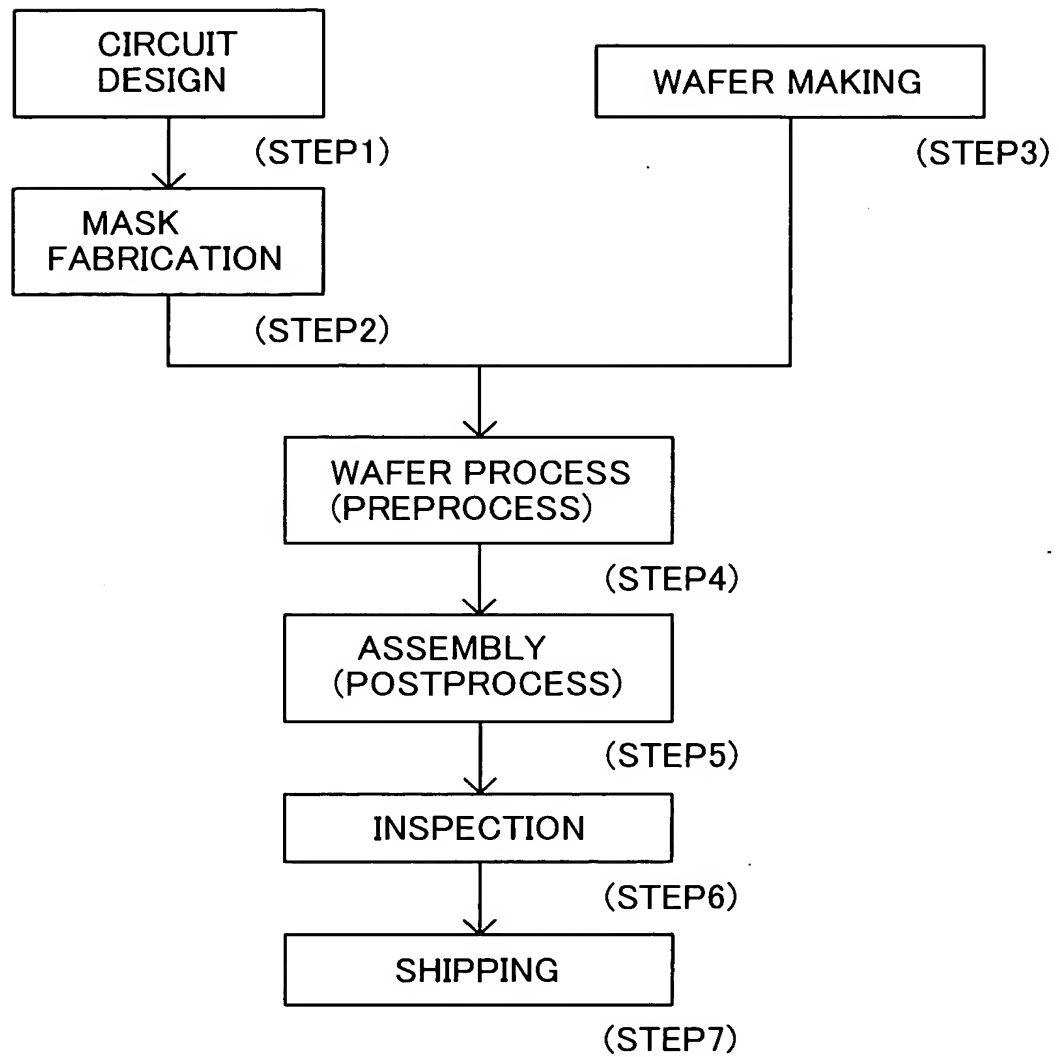 CIRCUIT
DESIGN
(STEP1)
MASK
FABRICATION
(STEP2)
WAFER MAKING
(STEP3)
WAFER PROCESS
(PREPROCESS)
(STEP4)
ASSEMBLY
(POSTPROCESS)
(STEP5)
INSPECTION
(STEP6)
SHIPPING
(STEP7)